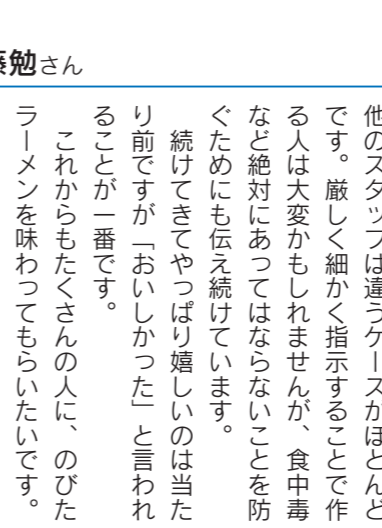 勉さん
他のスタッフは違うケースがほとんど
です。厳しく細かく指示することで作
る人は大変かもしれませんが、食中毒
など絶対にあってはならないことを防
ぐためにも伝え続けています。
　続けてきてやっぱり嬉しいのは当た
り前ですが「おいしかった」と言われ
ることが一番です。
　これからもたくさんの人に、のびた
ラーメンを味わってもらいたいです。